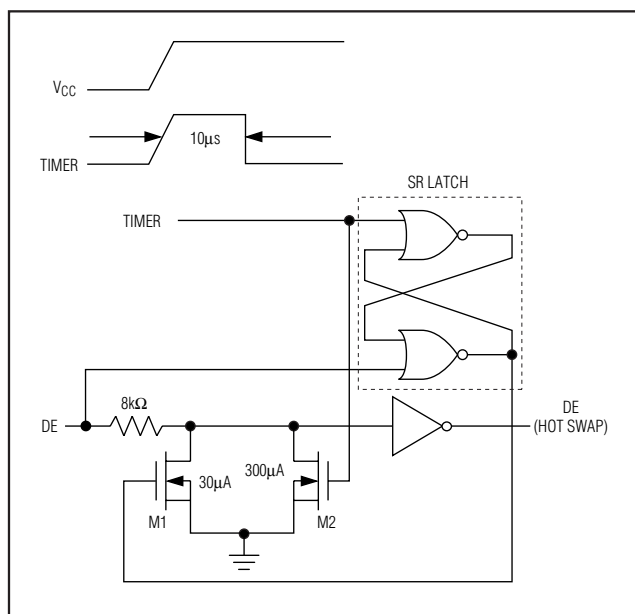 VCC
10µs
TIMER
SR LATCH
TIMER
8kΩ
DE
DE
(HOT SWAP)
30µA
300µA
M1
M2